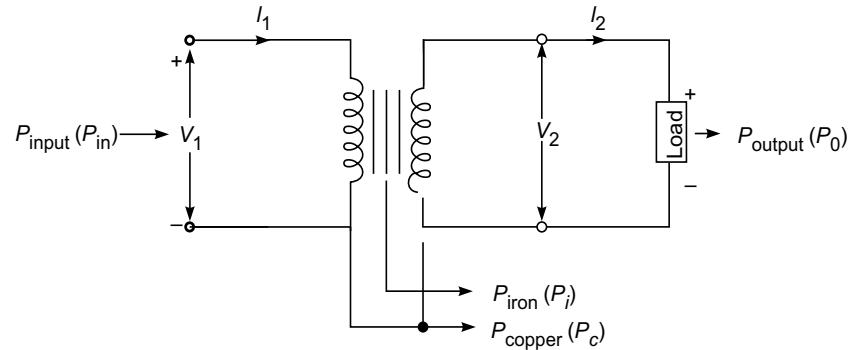 I1
I2
+
+
Pinput (Pin)
V1
V2
Load
Poutput (P0)
–
–
Piron (Pi)
Pcopper (Pc)